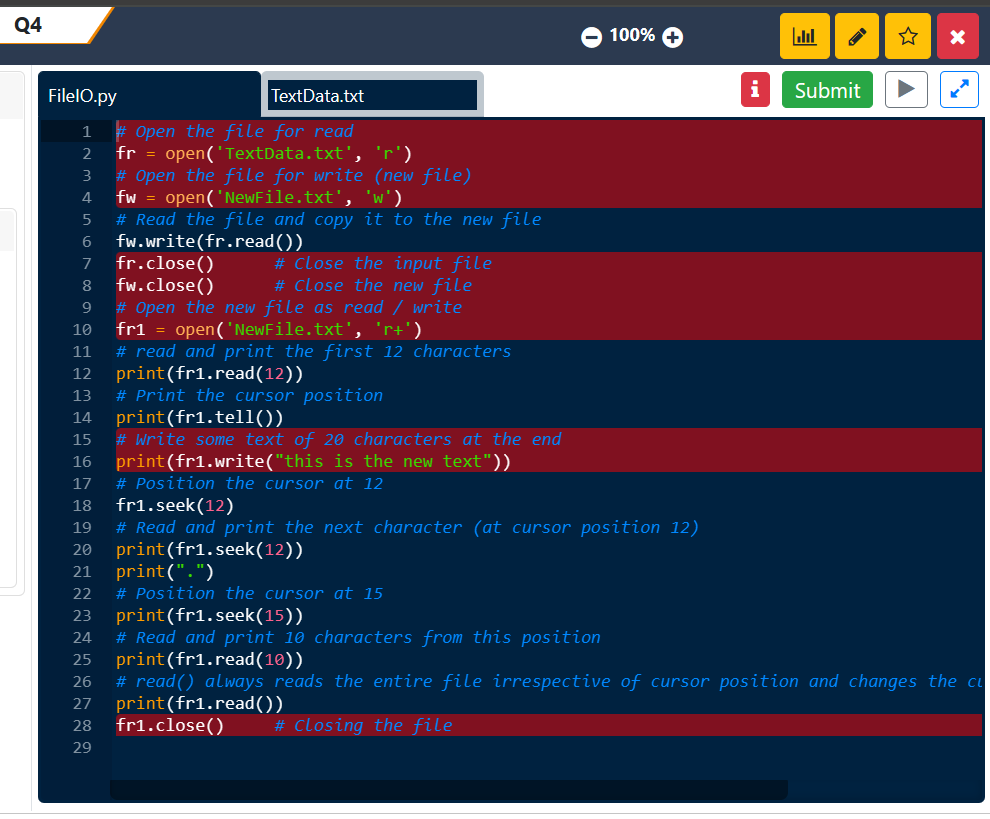 Q4
100%
FileIO.py
TextData.txt
Submit
1 # Open the file for read
2 fr = open('TextData.txt', 'r')
3 # Open the file for write (new file)
4 fw = open('NewFile.txt', 'w')
5 # Read the file and copy it to the new file
6 fw.write(fr.read())
7 fr.close()      # Close the input file
8 fw.close()      # Close the new file
9 # Open the new file as read / write
10 fr1 = open('NewFile.txt', 'r+')
11 # read and print the first 12 characters
12 print(fr1.read(12))
13 # Print the cursor position
14 print(fr1.tell())
15 # Write some text of 20 characters at the end
16 print(fr1.write("this is the new text"))
17 # Position the cursor at 12
18 fr1.seek(12)
19 # Read and print the next character (at cursor position 12)
20 print(fr1.seek(12))
21 print(".")
22 # Position the cursor at 15
23 print(fr1.seek(15))
24 # Read and print 10 characters from this position
25 print(fr1.read(10))
26 # read() always reads the entire file irrespective of cursor position and changes the
27 print(fr1.read())
28 fr1.close()     # Closing the file
29